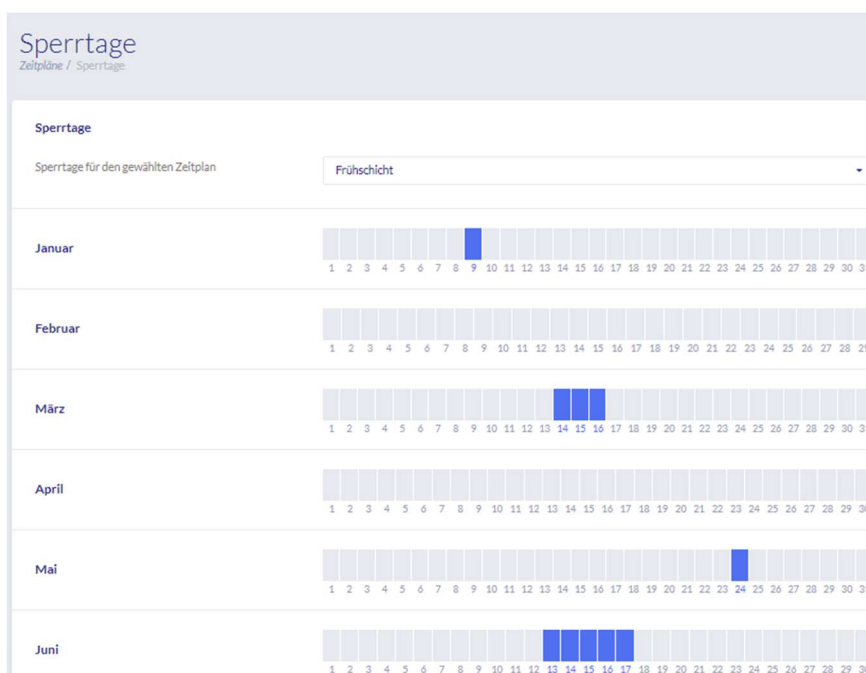 Sperrtage
Zeitpläne / Sperrtage
Sperrtage
Sperrtage für den gewählten Zeitplan
Frühschicht
Januar
1 2 3 4 5 6 7 8 9 10 11 12 13 14 15 16 17 18 19 20 21 22 23 24 25 26 27 28 29 30
Februar
1 2 3 4 5 6 7 8 9 10 11 12 13 14 15 16 17 18 19 20 21 22 23 24 25 26 27 28
März
1 2 3 4 5 6 7 8 9 10 11 12 13 14 15 16 17 18 19 20 21 22 23 24 25 26 27 28 29 30
April
1 2 3 4 5 6 7 8 9 10 11 12 13 14 15 16 17 18 19 20 21 22 23 24 25 26 27 28 29
Mai
1 2 3 4 5 6 7 8 9 10 11 12 13 14 15 16 17 18 19 20 21 22 23 24 25 26 27 28 29 30
Juni
1 2 3 4 5 6 7 8 9 10 11 12 13 14 15 16 17 18 19 20 21 22 23 24 25 26 27 28 29